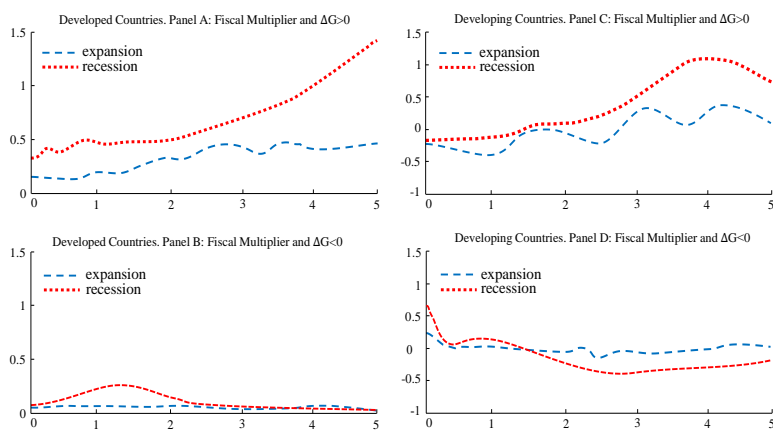 Developed Countries. Panel A: Fiscal Multiplier and ΔG>0
1.5
1
0.5
0
expansion
recession
0 1 2 3 4 5
Developing Countries. Panel C: Fiscal Multiplier and ΔG>0
1.5
1
0.5
0
-0.5
-1
expansion
recession
0 1 2 3 4 5
Developed Countries. Panel B: Fiscal Multiplier and ΔG<0
1.5
1
0.5
0
expansion
recession
0 1 2 3 4 5
Developing Countries. Panel D: Fiscal Multiplier and ΔG<0
1.5
1
0.5
0
-0.5
-1
expansion
recession
0 1 2 3 4 5